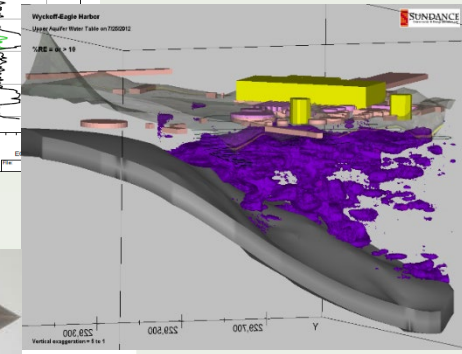 Wyckoff-Eagle Harbor
SUNDANCE
Upper Aquifer Water Table on 7/25/2012
%RE = or > 10
229,300
229,500
229,700
Y
Vertical exaggeration = 5 to 1